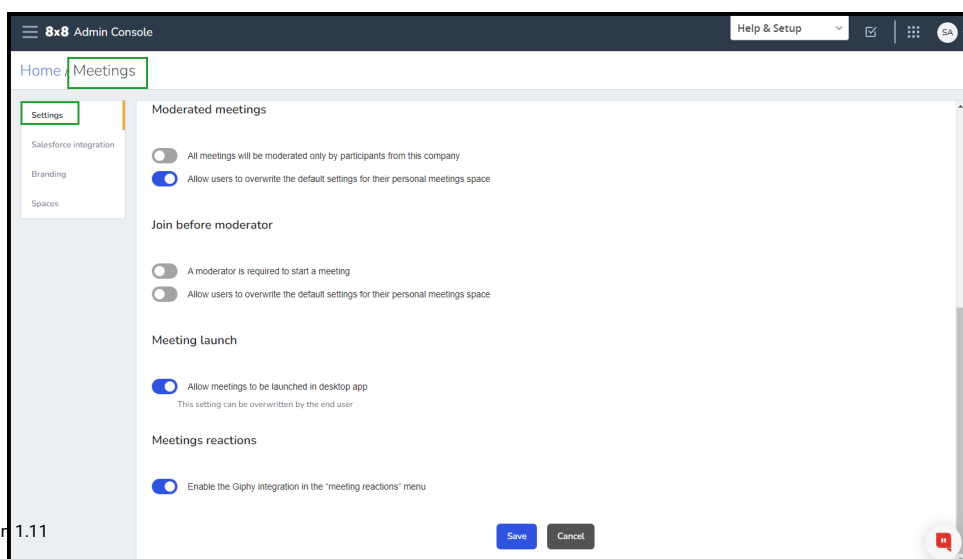 8x8 Admin Console
Help & Setup
SA
Home / Meetings
Settings
Salesforce integration
Branding
Spaces
Moderated meetings
All meetings will be moderated only by participants from this company
Allow users to overwrite the default settings for their personal meetings space
Join before moderator
A moderator is required to start a meeting
Allow users to overwrite the default settings for their personal meetings space
Meeting launch
Allow meetings to be launched in desktop app
This setting can be overwritten by the end user
Meetings reactions
Enable the Giphy integration in the "meeting reactions" menu
Save Cancel
1.11